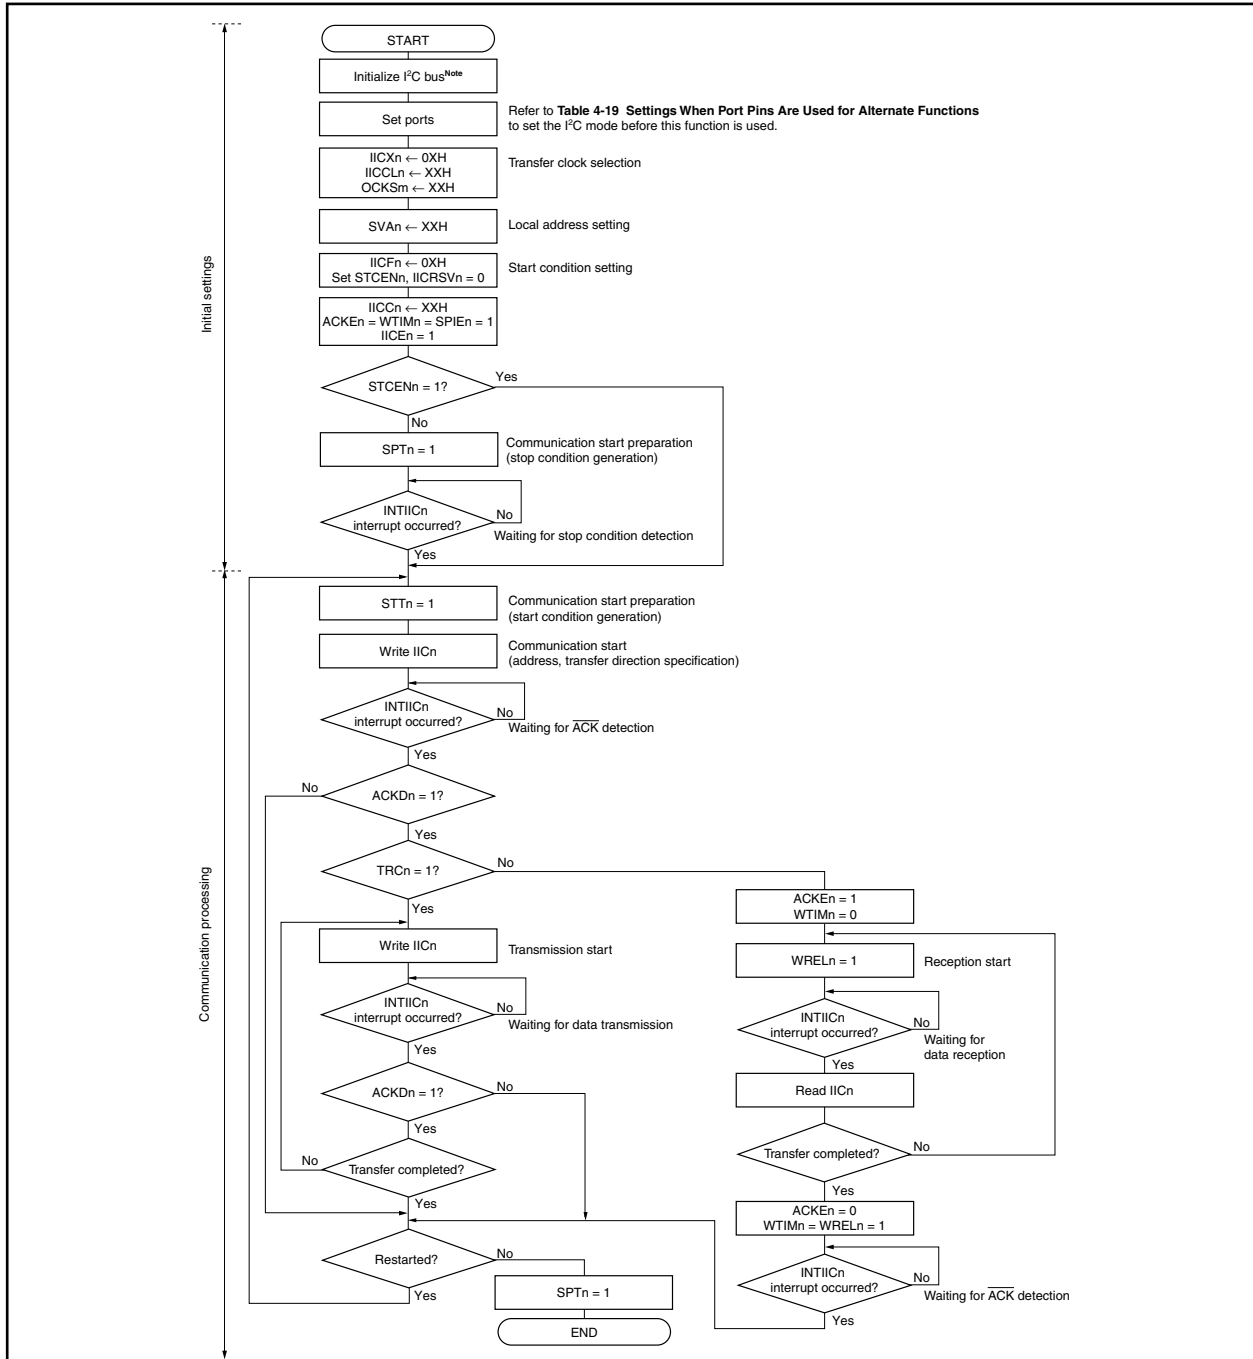 START
Initialize I²C busNote
Set ports
Refer to Table 4-19 Settings When Port Pins Are Used for Alternate Functions
to set the I²C mode before this function is used.
IICXn ← 0XH
IICCLn ← XXH
OCKSm ← XXH
Transfer clock selection
SVAn ← XXH
Local address setting
IICFn ← 0XH
Set STCENn, IICRSVn = 0
Start condition setting
IICCn ← XXH
ACKEn = WTIMn = SPIEn = 1
IICEn = 1
Initial settings
STCENn = 1?
Yes
No
SPTn = 1
Communication start preparation
(stop condition generation)
INTIICn
interrupt occurred?
No
Waiting for stop condition detection
Yes
STTn = 1
Communication start preparation
(start condition generation)
Write IICn
Communication start
(address, transfer direction specification)
INTIICn
interrupt occurred?
No
Waiting for A̅C̅K̅ detection
Yes
No
ACKDn = 1?
Yes
TRCn = 1?
No
Yes
Communication processing
Write IICn
Transmission start
INTIICn
interrupt occurred?
No
Waiting for data transmission
Yes
ACKDn = 1?
No
Yes
No
Transfer completed?
Yes
Restarted?
No
Yes
SPTn = 1
END
ACKEn = 1
WTIMn = 0
WRELn = 1
Reception start
INTIICn
interrupt occurred?
No
Waiting for
data reception
Yes
Read IICn
Transfer completed?
No
Yes
ACKEn = 0
WTIMn = WRELn = 1
INTIICn
interrupt occurred?
No
Waiting for A̅C̅K̅ detection
Yes